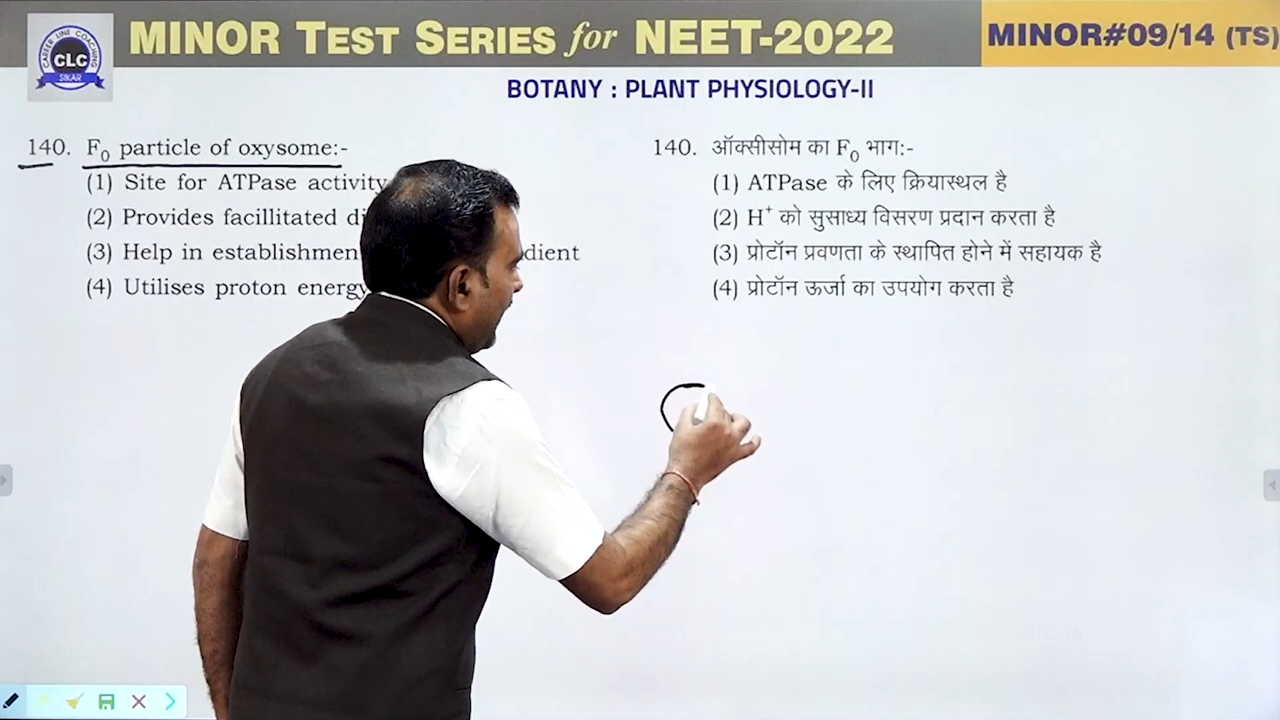 MINOR TEST SERIES for NEET-2022
MINOR#09/14 (TS)
CAREER LINE COACHING
CLC
SIKAR
BOTANY : PLANT PHYSIOLOGY-II
140. F₀ particle of oxysome:-
(1) Site for ATPase activity
(2) Provides facillitated
(3) Help in
(4) Utilises proton energy
140. ऑक्सीसोम का F₀ भाग:-
(1) ATPase के लिए क्रियास्थल है
(2) H⁺ को सुसाध्य विसरण प्रदान करता है
(3) प्रोटॉन प्रवणता के स्थापित होने में सहायक है
(4) प्रोटॉन ऊर्जा का उपयोग करता है